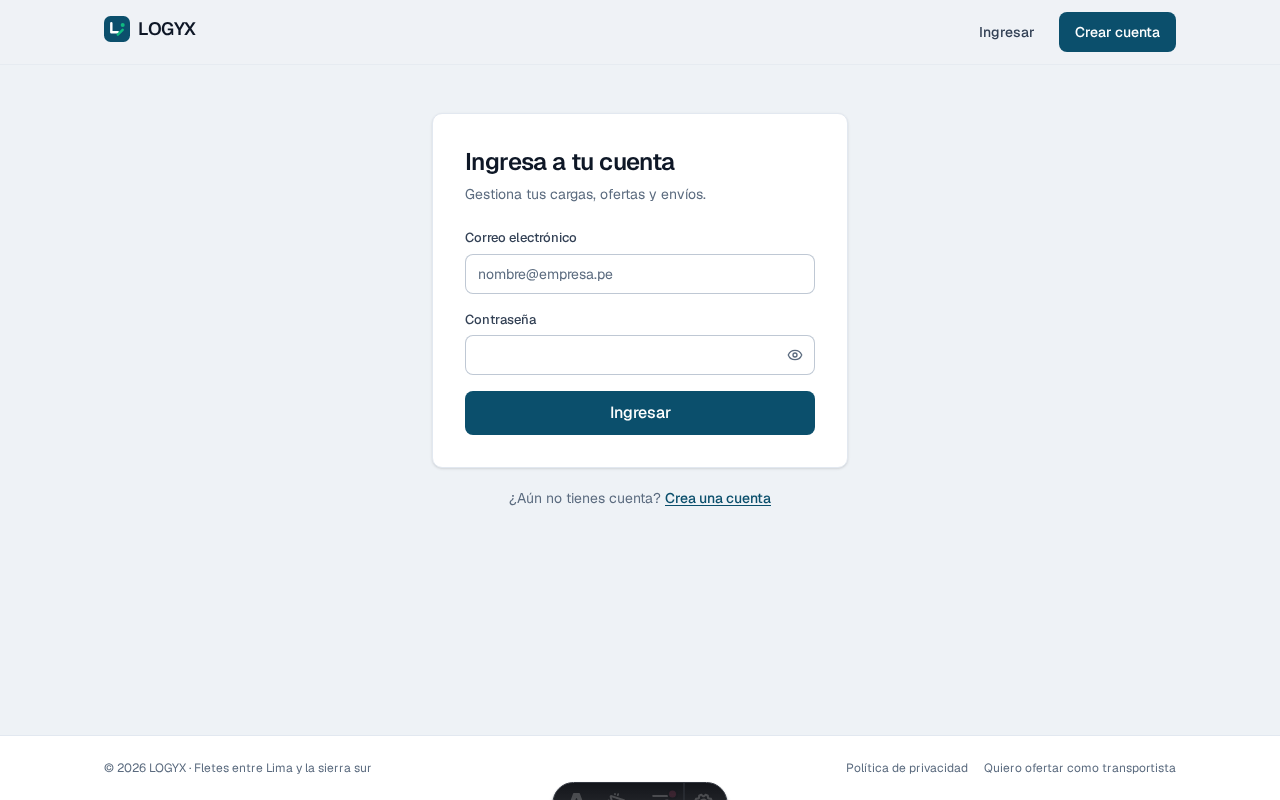 LOGYX
Ingresar
Crear cuenta
Ingresa a tu cuenta
Gestiona tus cargas, ofertas y envíos.
Correo electrónico
nombre@empresa.pe
Contraseña
Ingresar
¿Aún no tienes cuenta? Crea una cuenta
© 2026 LOGYX · Fletes entre Lima y la sierra sur
Política de privacidad
Quiero ofertar como transportista